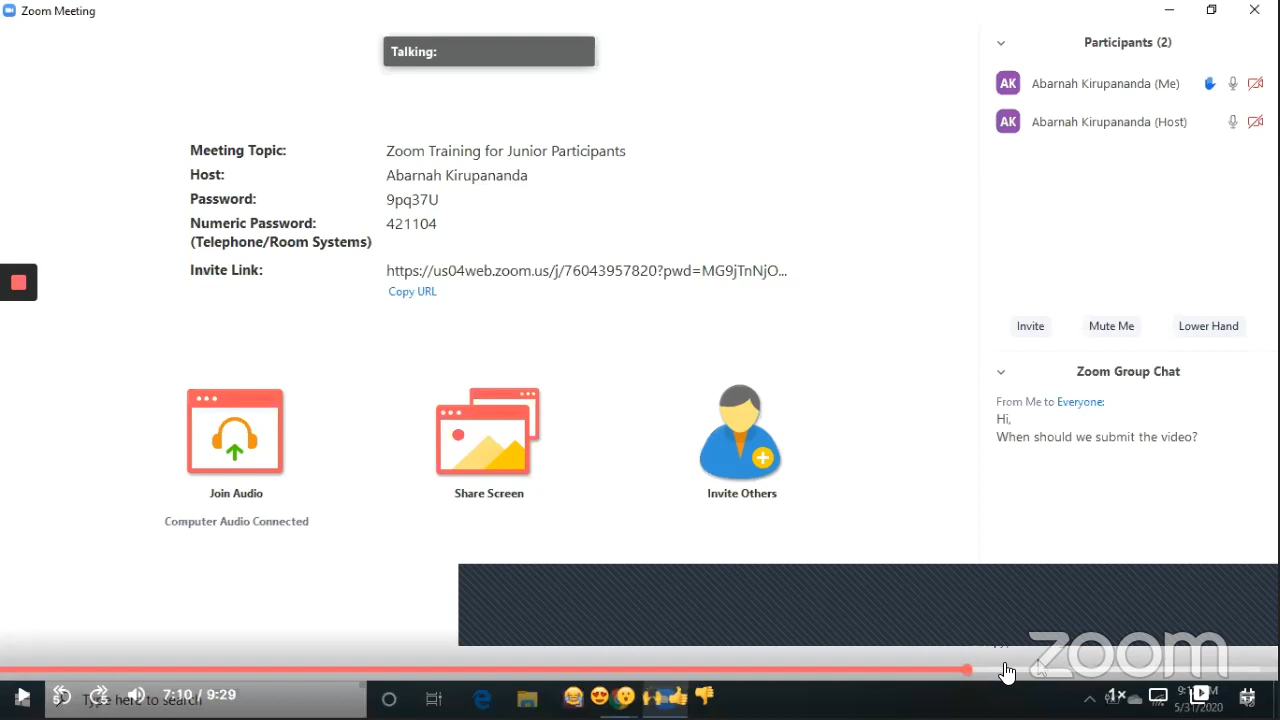 Zoom Meeting
Talking:
Participants (2)
AK Abarnah Kirupananda (Me)
AK Abarnah Kirupananda (Host)
Meeting Topic: Zoom Training for Junior Participants
Host: Abarnah Kirupananda
Password: 9pq37U
Numeric Password: 421104
(Telephone/Room Systems)
Invite Link: https://us04web.zoom.us/j/76043957820?pwd=MG9jTnNjO...
Copy URL
Invite Mute Me Lower Hand
Zoom Group Chat
From Me to Everyone:
Hi,
When should we submit the video?
Join Audio Share Screen Invite Others
Computer Audio Connected
zoom
5 5 7:10 / 9:29 Type here to search 1×
5/31/2020